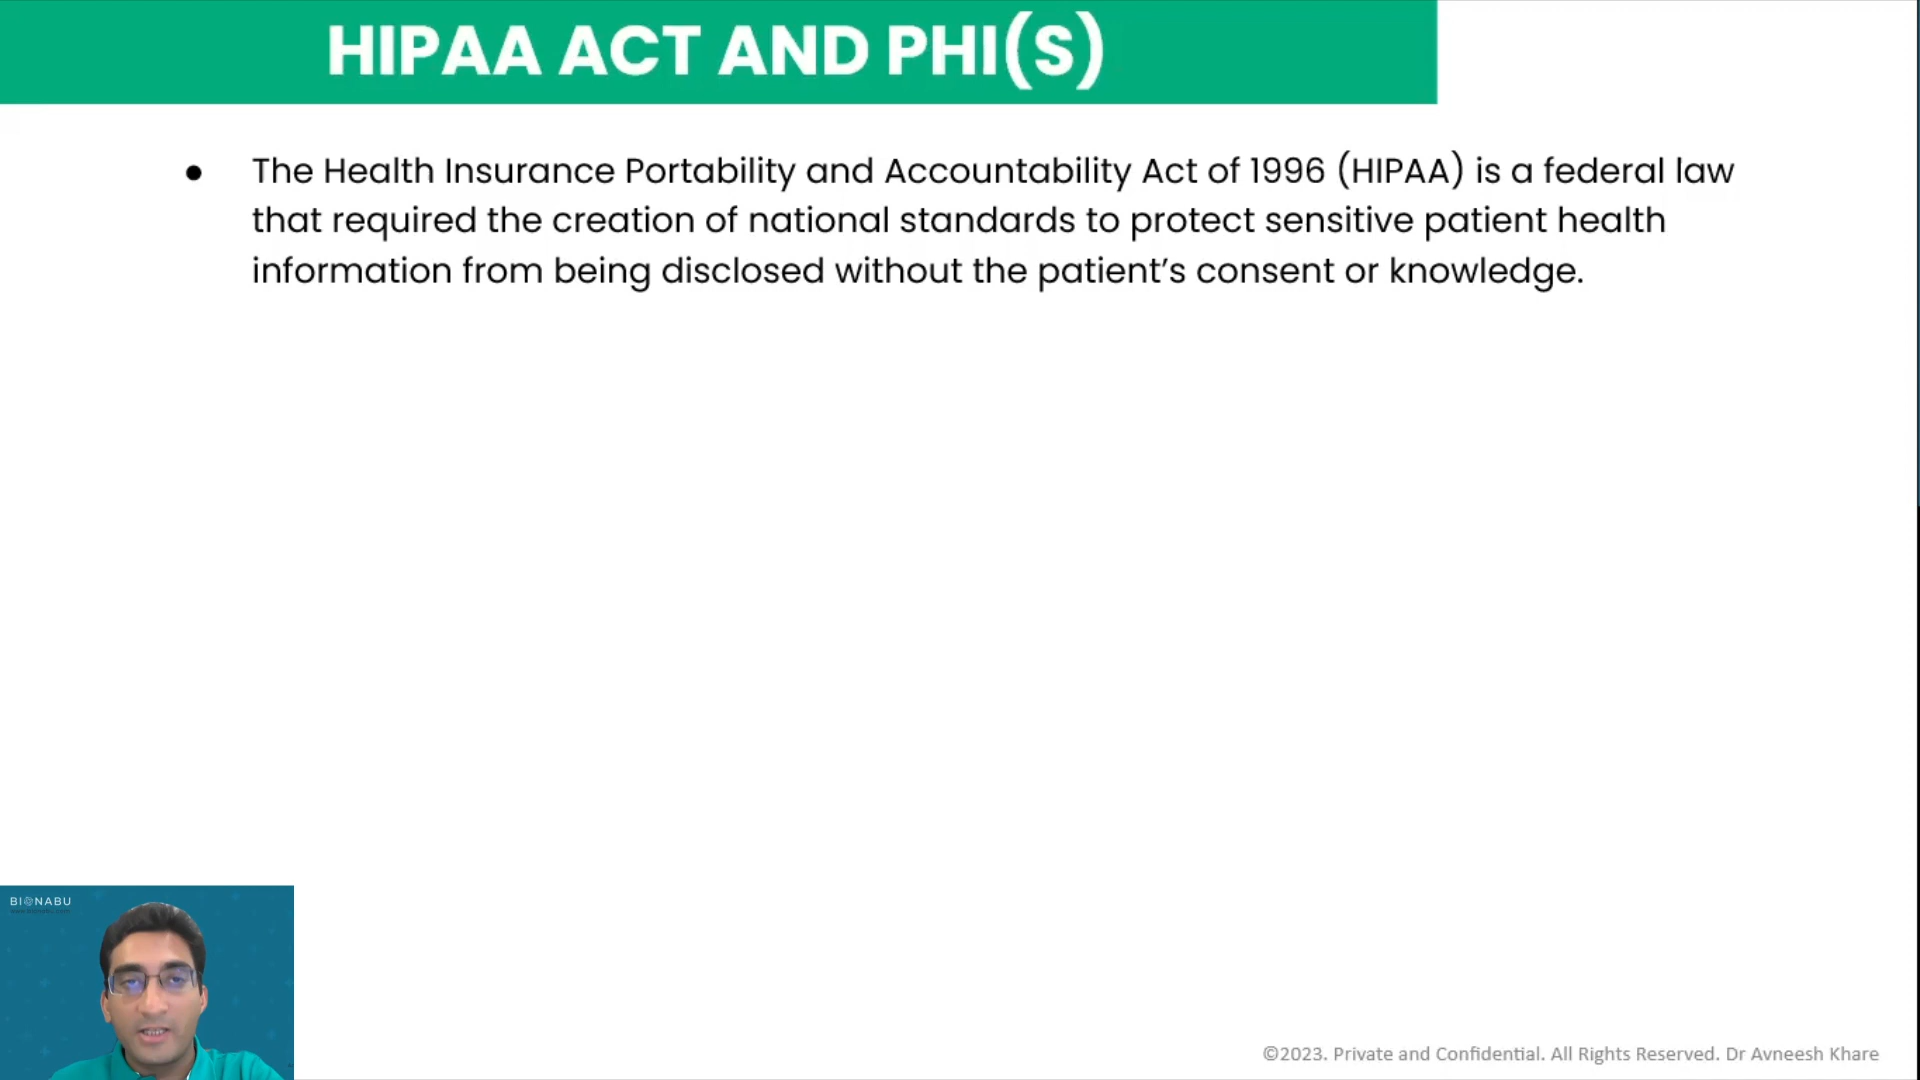 HIPAA ACT AND PHI(S)
● The Health Insurance Portability and Accountability Act of 1996 (HIPAA) is a federal law
that required the creation of national standards to protect sensitive patient health
information from being disclosed without the patient’s consent or knowledge.
BIONABU
©2023. Private and Confidential. All Rights Reserved. Dr Avneesh Khare